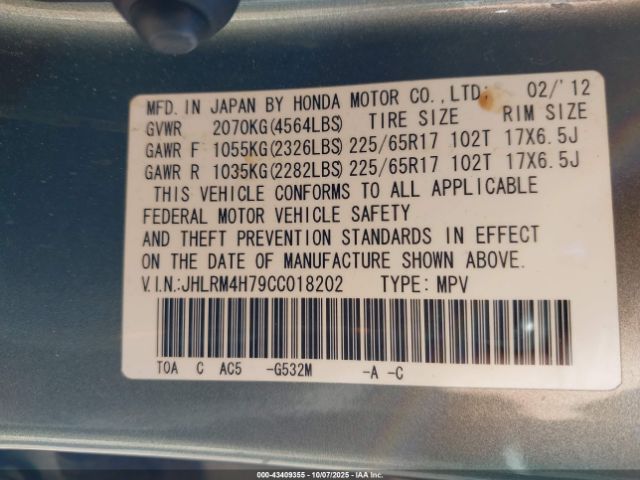 MFD. IN JAPAN BY HONDA MOTOR CO.,LTD. 02/'12
GVWR 2070KG(4564LBS) TIRE SIZE RIM SIZE
GAWR F 1055KG(2326LBS) 225/65R17 102T 17X6.5J
GAWR R 1035KG(2282LBS) 225/65R17 102T 17X6.5J
THIS VEHICLE CONFORMS TO ALL APPLICABLE
FEDERAL MOTOR VEHICLE SAFETY
AND THEFT PREVENTION STANDARDS IN EFFECT
ON THE DATE OF MANUFACTURE SHOWN ABOVE.
V.I.N:JHLRM4H79CC018202 TYPE: MPV
TOA C AC5 -G532M -A -C
000-43409355 - 10/07/2025 - IAA Inc.